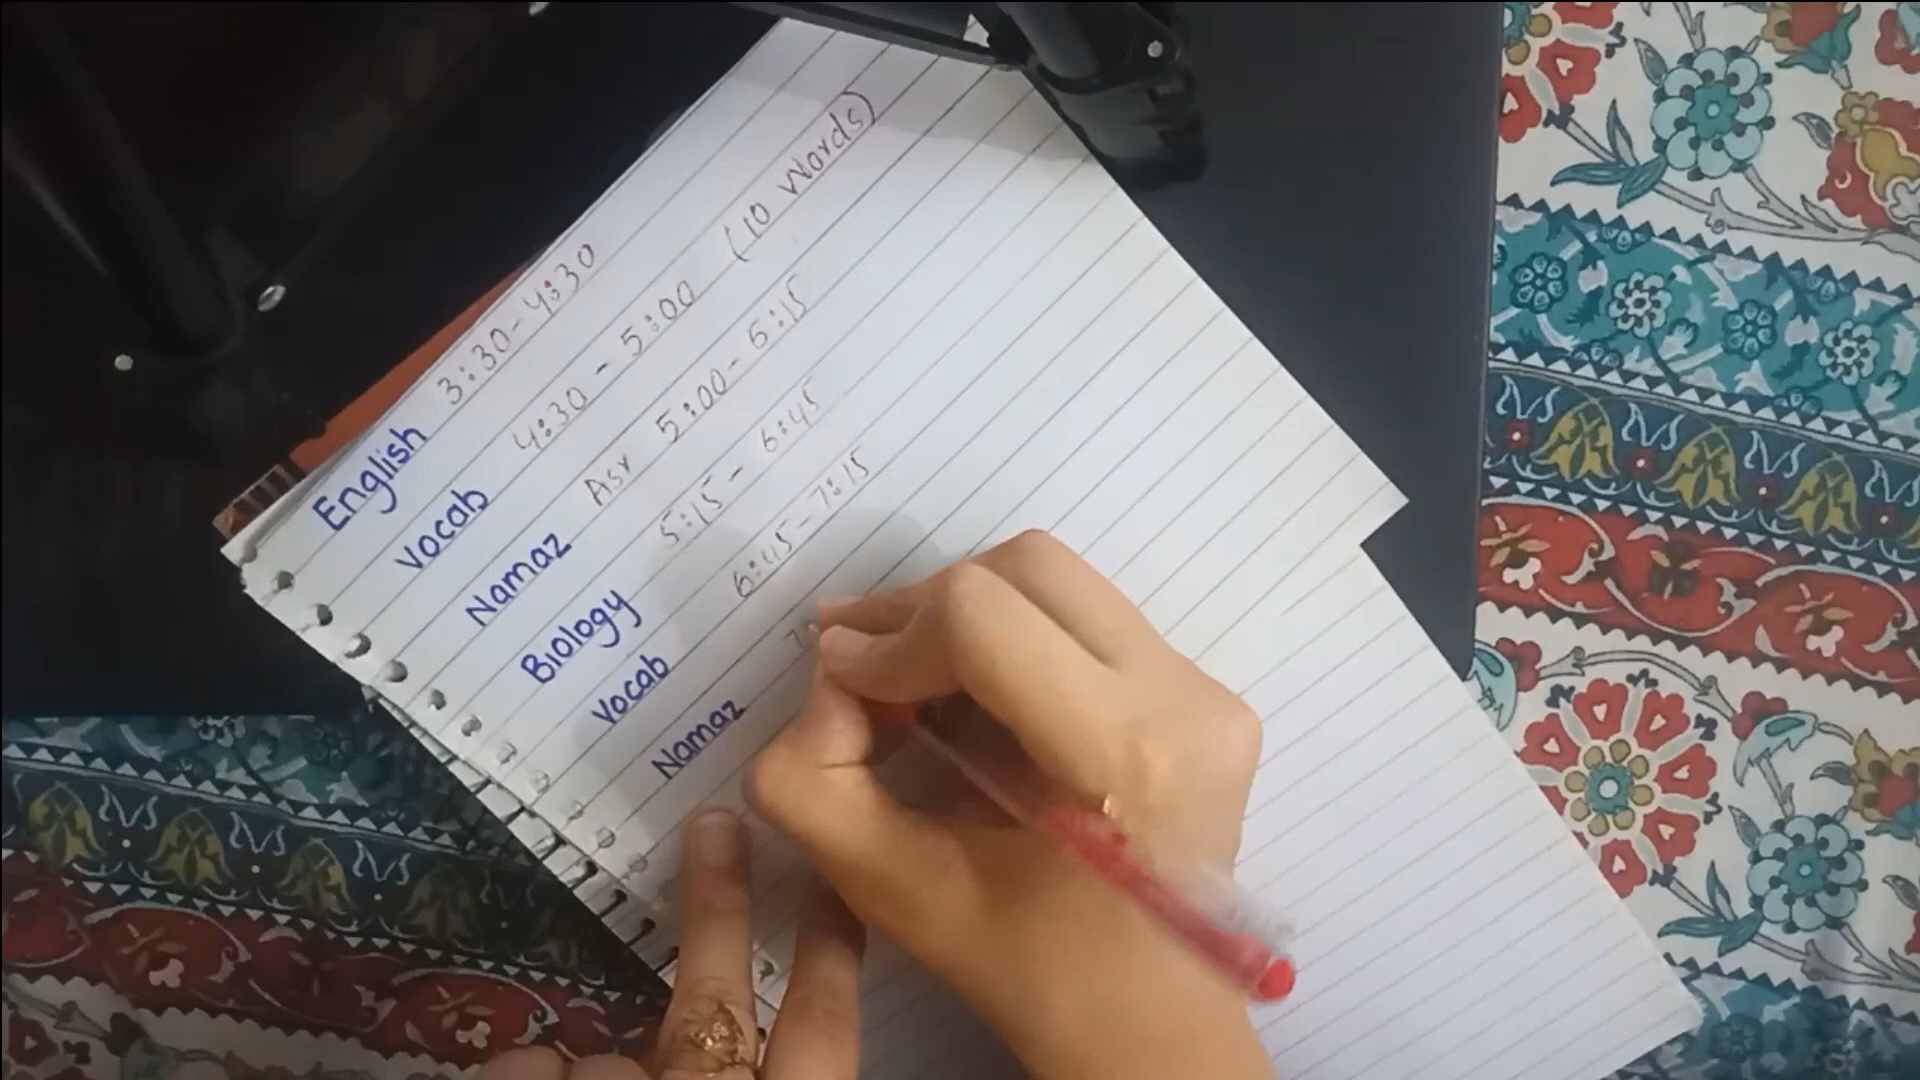 English 3:30-4:30
Vocab 4:30 - 5:00 (10 Words)
Namaz Asr 5:00-5:15
Biology 5:15 - 6:45
Vocab 6:45-7:15
Namaz